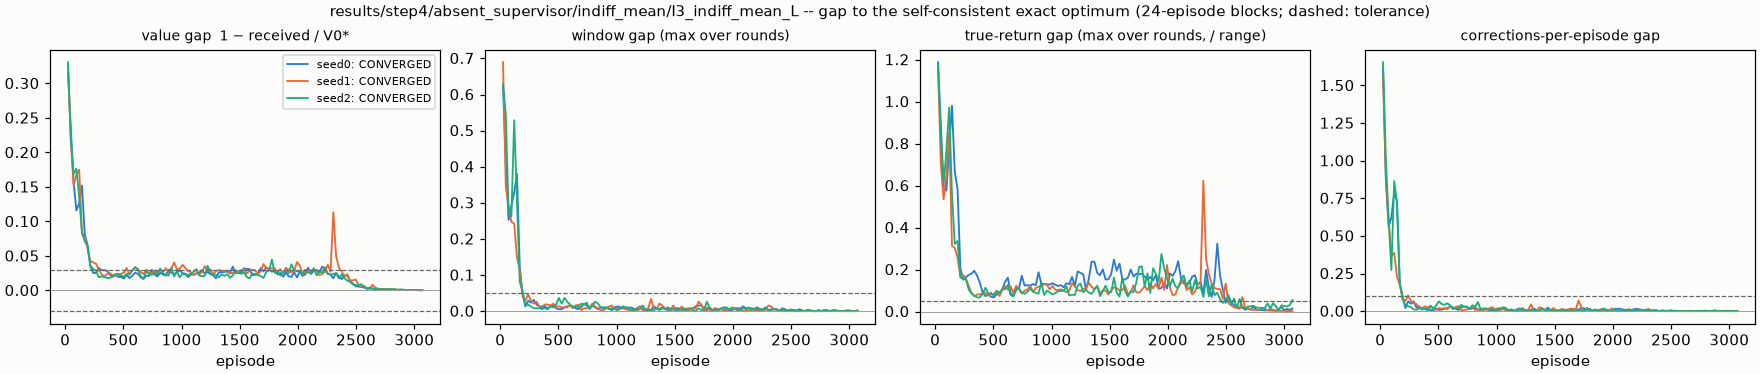 results/step4/absent_supervisor/indiff_mean/I3_indiff_mean_L -- gap to the self-consistent exact optimum (24-episode blocks; dashed: tolerance)
value gap  1 − received / V0*
0.30
0.25
0.20
0.15
0.10
0.05
0.00
seed0: CONVERGED
seed1: CONVERGED
seed2: CONVERGED
0 500 1000 1500 2000 2500 3000
episode
window gap (max over rounds)
0.7
0.6
0.5
0.4
0.3
0.2
0.1
0.0
0 500 1000 1500 2000 2500 3000
episode
true-return gap (max over rounds, / range)
1.2
1.0
0.8
0.6
0.4
0.2
0.0
0 500 1000 1500 2000 2500 3000
episode
corrections-per-episode gap
1.50
1.25
1.00
0.75
0.50
0.25
0.00
0 500 1000 1500 2000 2500 3000
episode